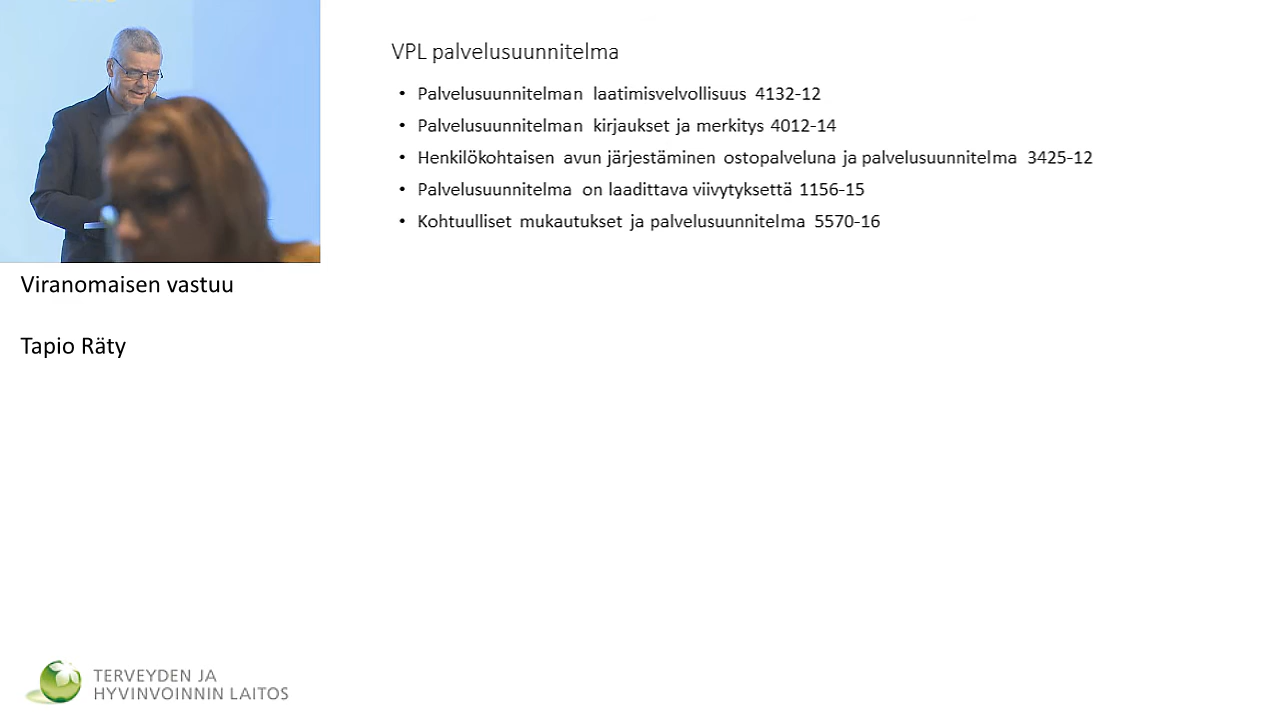 VPL palvelusuunnitelma
• Palvelusuunnitelman laatimisvelvollisuus 4132-12
• Palvelusuunnitelman kirjaukset ja merkitys 4012-14
• Henkilökohtaisen avun järjestäminen ostopalveluna ja palvelusuunnitelma 3425-12
• Palvelusuunnitelma on laadittava viivytyksettä 1156-15
• Kohtuulliset mukautukset ja palvelusuunnitelma 5570-16
Viranomaisen vastuu
Tapio Räty
TERVEYDEN JA
HYVINVOINNIN LAITOS